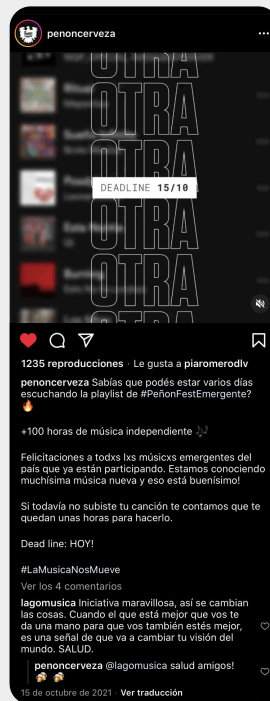 penoncerveza
OTRA
OTRA
OTRA
DEADLINE 15/10
OTRA
OTRA
OTRA
1235 reproducciones · Le gusta a piaromerodlv
penoncerveza Sabías que podés estar varios días
escuchando la playlist de #PeñonFestEmergente?
🔥
+100 horas de música independiente 🎶
Felicitaciones a todxs lxs músicxs emergentes del
país que ya están participando. Estamos conociendo
muchísima música nueva y eso está buenísimo!
Si todavía no subiste tu canción te contamos que te
quedan unas horas para hacerlo.
Dead line: HOY!
#LaMusicaNosMueve
Ver los 4 comentarios
lagomusica Iniciativa maravillosa, así se cambian
las cosas. Cuando el que está mejor que vos te
da una mano para que vos también estés mejor,
es una señal de que va a cambiar tu visión del
mundo. SALUD.
penoncerveza @lagomusica salud amigos!
🍻 🍻
15 de octubre de 2021 · Ver traducción